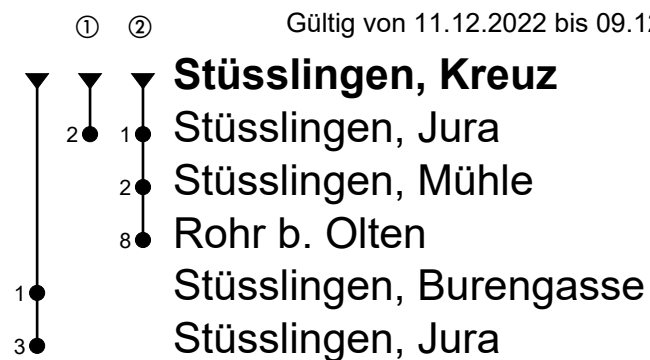 ① ② Gültig von 11.12.2022 bis 09.12
Stüsslingen, Kreuz
2 1 Stüsslingen, Jura
2 Stüsslingen, Mühle
8 Rohr b. Olten
1 Stüsslingen, Burengasse
3 Stüsslingen, Jura